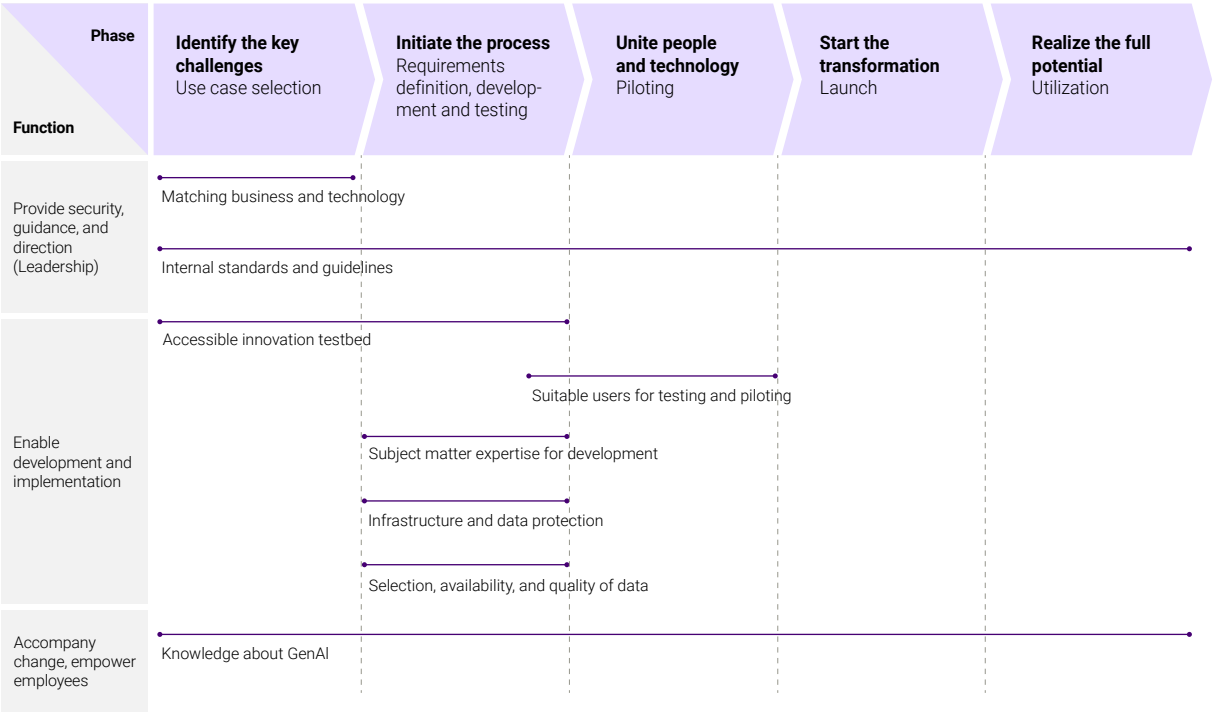 Phase
Function
Identify the key
challenges
Use case selection
Initiate the process
Requirements
definition, develop-
ment and testing
Unite people
and technology
Piloting
Start the
transformation
Launch
Realize the full
potential
Utilization
Provide security,
guidance, and
direction
(Leadership)
Matching business and technology
Internal standards and guidelines
Enable
development and
implementation
Accessible innovation testbed
Suitable users for testing and piloting
Subject matter expertise for development
Infrastructure and data protection
Selection, availability, and quality of data
Accompany
change, empower
employees
Knowledge about GenAI